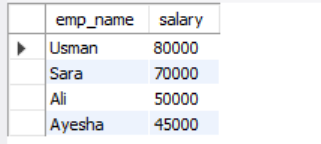 emp_name salary
Usman 80000
Sara 70000
Ali 50000
Ayesha 45000